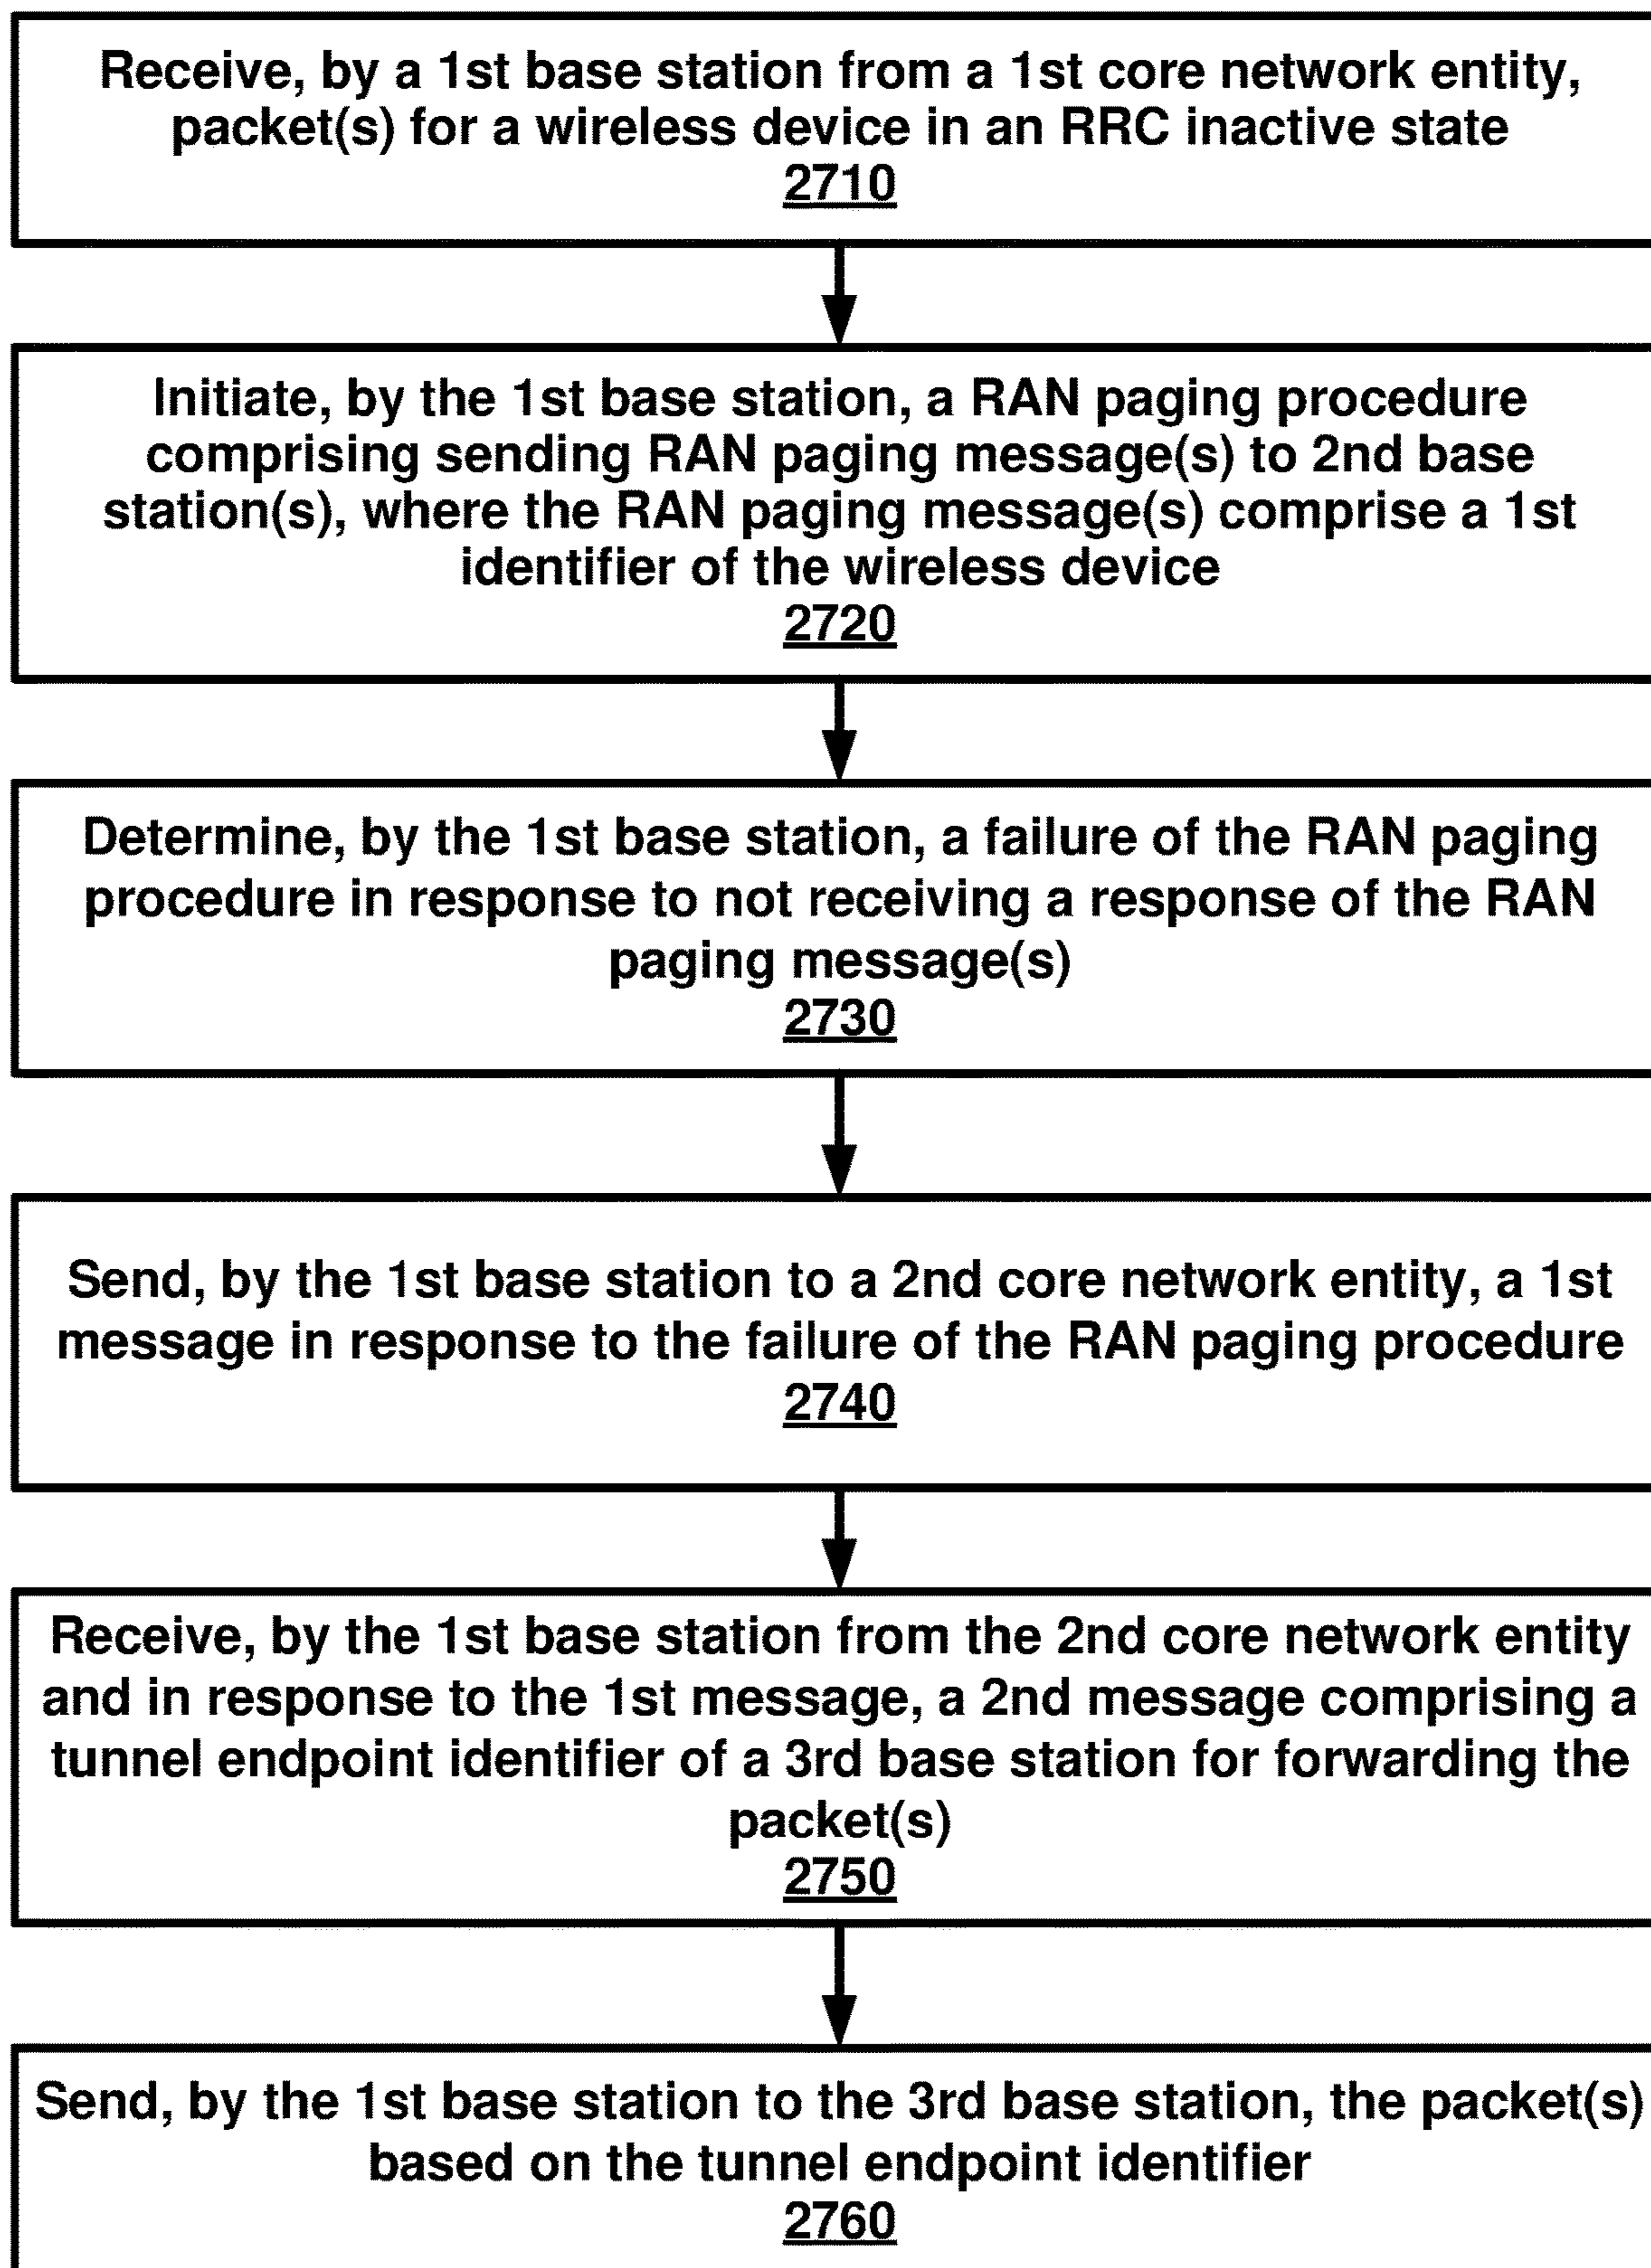 Receive, by a 1st base station from a 1st core network entity,
packet(s) for a wireless device in an RRC inactive state
2710
Initiate, by the 1st base station, a RAN paging procedure
comprising sending RAN paging message(s) to 2nd base
station(s), where the RAN paging message(s) comprise a 1st
identifier of the wireless device
2720
Determine, by the 1st base station, a failure of the RAN paging
procedure in response to not receiving a response of the RAN
paging message(s)
2730
Send, by the 1st base station to a 2nd core network entity, a 1st
message in response to the failure of the RAN paging procedure
2740
Receive, by the 1st base station from the 2nd core network entity
and in response to the 1st message, a 2nd message comprising a
tunnel endpoint identifier of a 3rd base station for forwarding the
packet(s)
2750
Send, by the 1st base station to the 3rd base station, the packet(s)
based on the tunnel endpoint identifier
2760